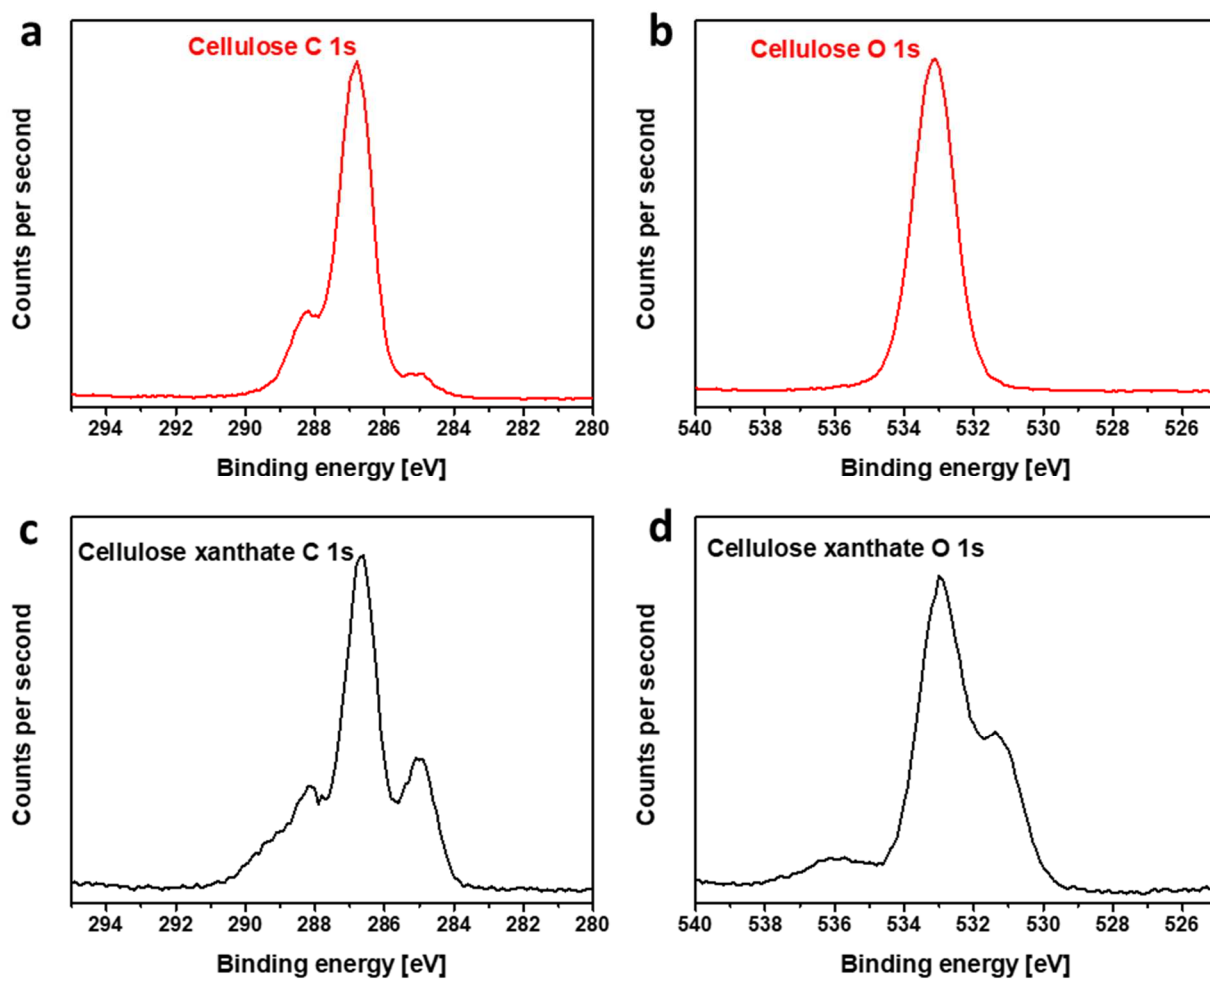 a
Cellulose C 1s
Counts per second
294 292 290 288 286 284 282 280
Binding energy [eV]
b
Cellulose O 1s
Counts per second
540 538 536 534 532 530 528 526
Binding energy [eV]
c
Cellulose xanthate C 1s
Counts per second
294 292 290 288 286 284 282 280
Binding energy [eV]
d
Cellulose xanthate O 1s
Counts per second
540 538 536 534 532 530 528 526
Binding energy [eV]